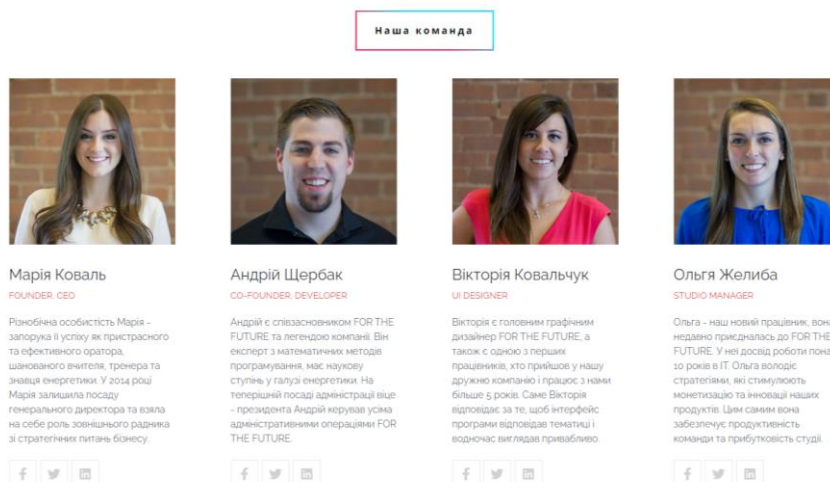 Наша команда
Марія Коваль
FOUNDER, CEO
Різнобічна особистість Марія -
запорука її успіху як пристрасного
та ефективного оратора,
шанованого вчителя, тренера та
знавця енергетики. У 2014 році
Марія залишила посаду
генерального директора та взяла
на себе роль зовнішнього радника
зі стратегічних питань бізнесу.
Андрій Щербак
CO-FOUNDER, DEVELOPER
Андрій є співзасновником FOR THE
FUTURE та легендою компанії. Він
експерт з математичних методів
програмування, має наукову
ступінь у галузі енергетики. На
теперішній посаді адміністрації віце
- президента Андрій керував усіма
адміністративними операціями FOR
THE FUTURE.
Вікторія Ковальчук
UI DESIGNER
Вікторія є головним графічним
дизайнер FOR THE FUTURE, а
також є одною з перших
працівників, хто прийшов у нашу
дружню компанію і працює з нами
більше 5 років. Саме Вікторія
відповідає за те, щоб інтерфейс
програми відповідав тематиці і
водночас виглядав привабливо.
Ольгя Желиба
STUDIO MANAGER
Ольга - наш новий працівник, вона
недавно приєдналась до FOR THE
FUTURE. У неї досвід роботи пона
10 років в IT. Ольга володіє
стратегіями, які стимулюють
монетизацію та інновації наших
продуктів. Цим самим вона
забезпечує продуктивність
команди та прибутковість студії.